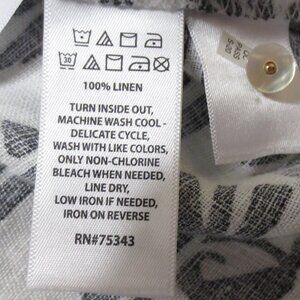 30
100% LINEN
TURN INSIDE OUT,
MACHINE WASH COOL -
DELICATE CYCLE,
WASH WITH LIKE COLORS,
ONLY NON-CHLORINE
BLEACH WHEN NEEDED,
LINE DRY,
LOW IRON IF NEEDED,
IRON ON REVERSE
RN#75343